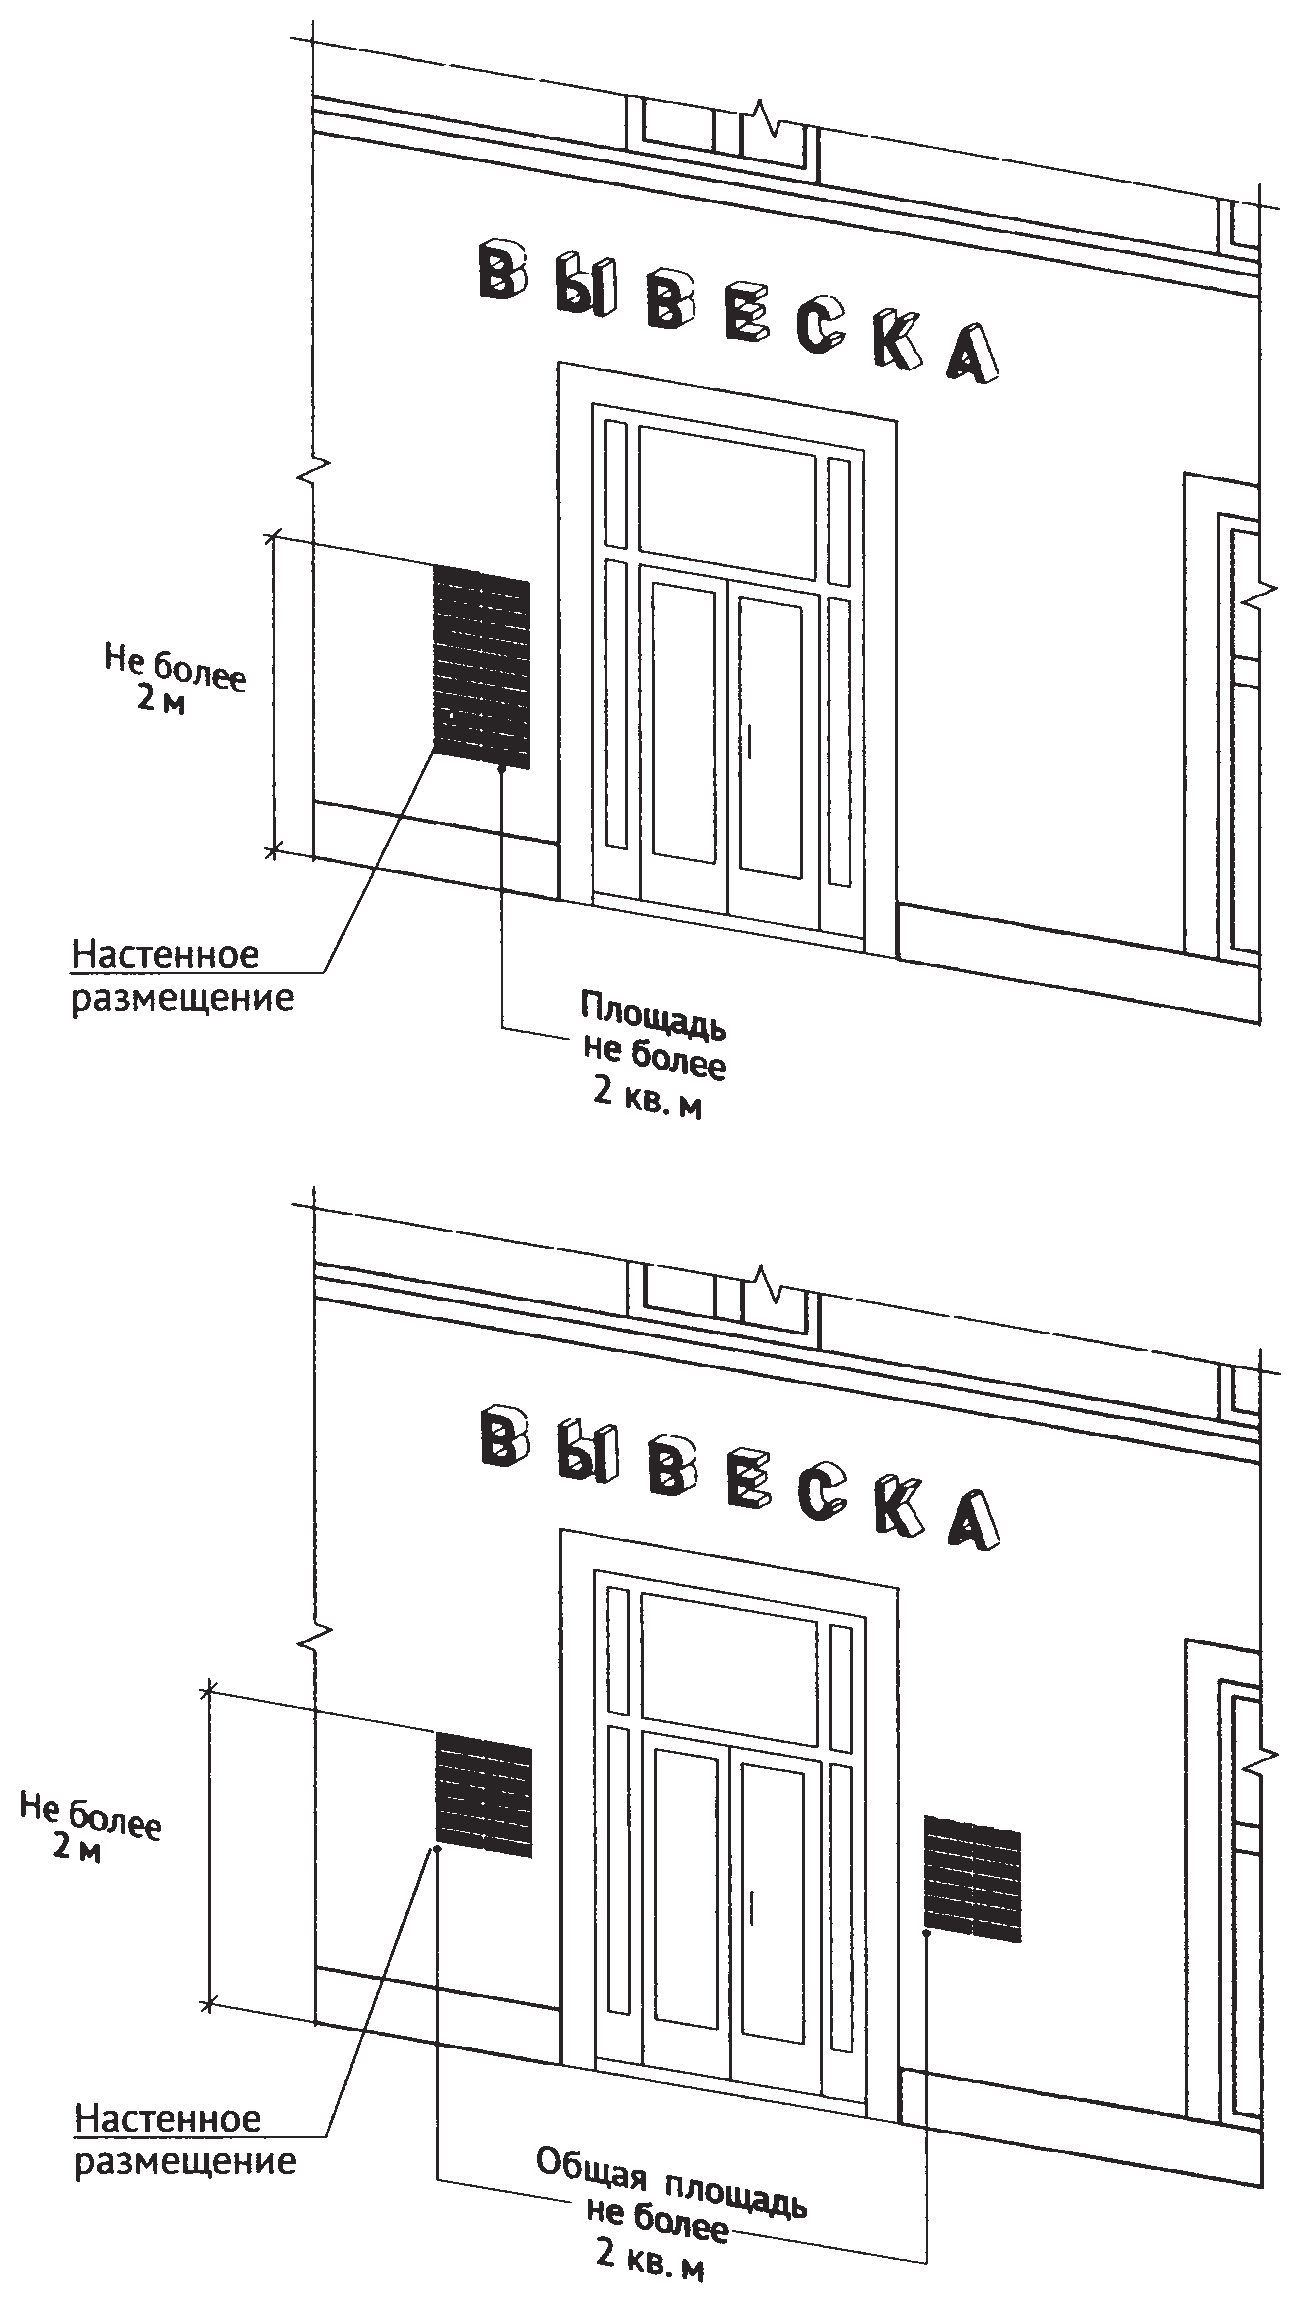 ВЫВЕСКА
Не более
2 м
Настенное
размещение
Площадь
не более
2 кв. м
ВЫВЕСКА
Не более
2 м
Настенное
размещение
Общая площадь
не более
2 кв. м